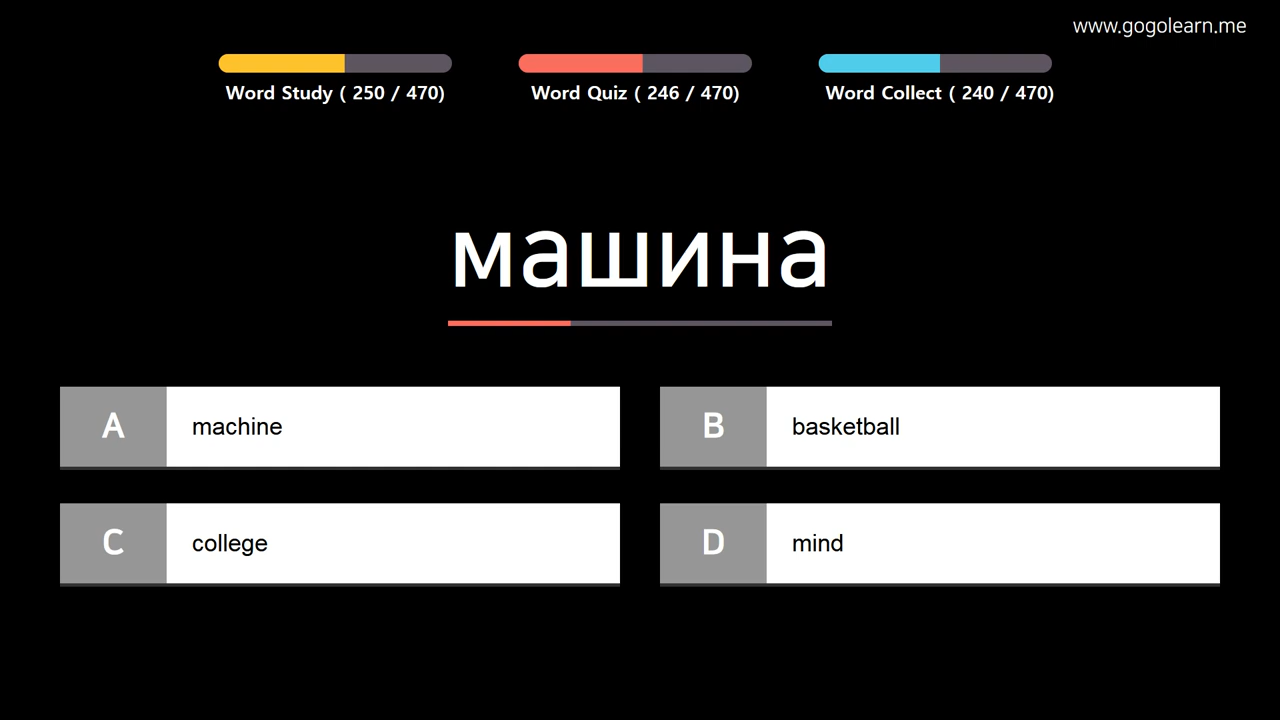 www.gogolearn.me
Word Study ( 250 / 470)
Word Quiz ( 246 / 470)
Word Collect ( 240 / 470)
машина
A machine
B basketball
C college
D mind